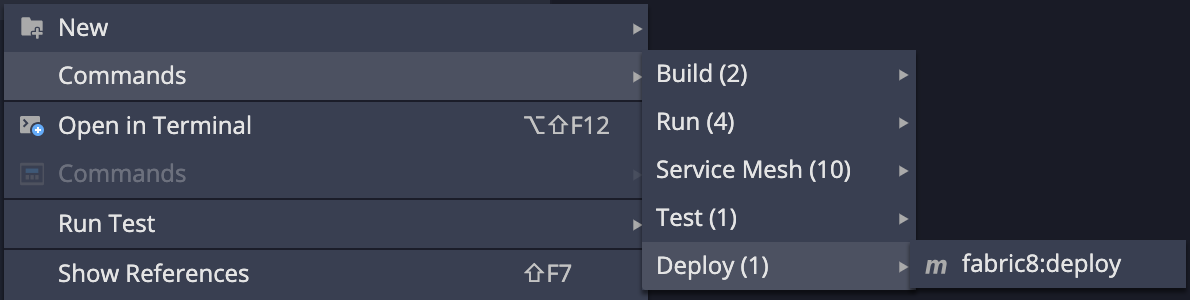 New
Commands
Open in Terminal ⌥⇧F12
Commands
Run Test
Show References ⇧F7
Build (2)
Run (4)
Service Mesh (10)
Test (1)
Deploy (1)
m fabric8:deploy